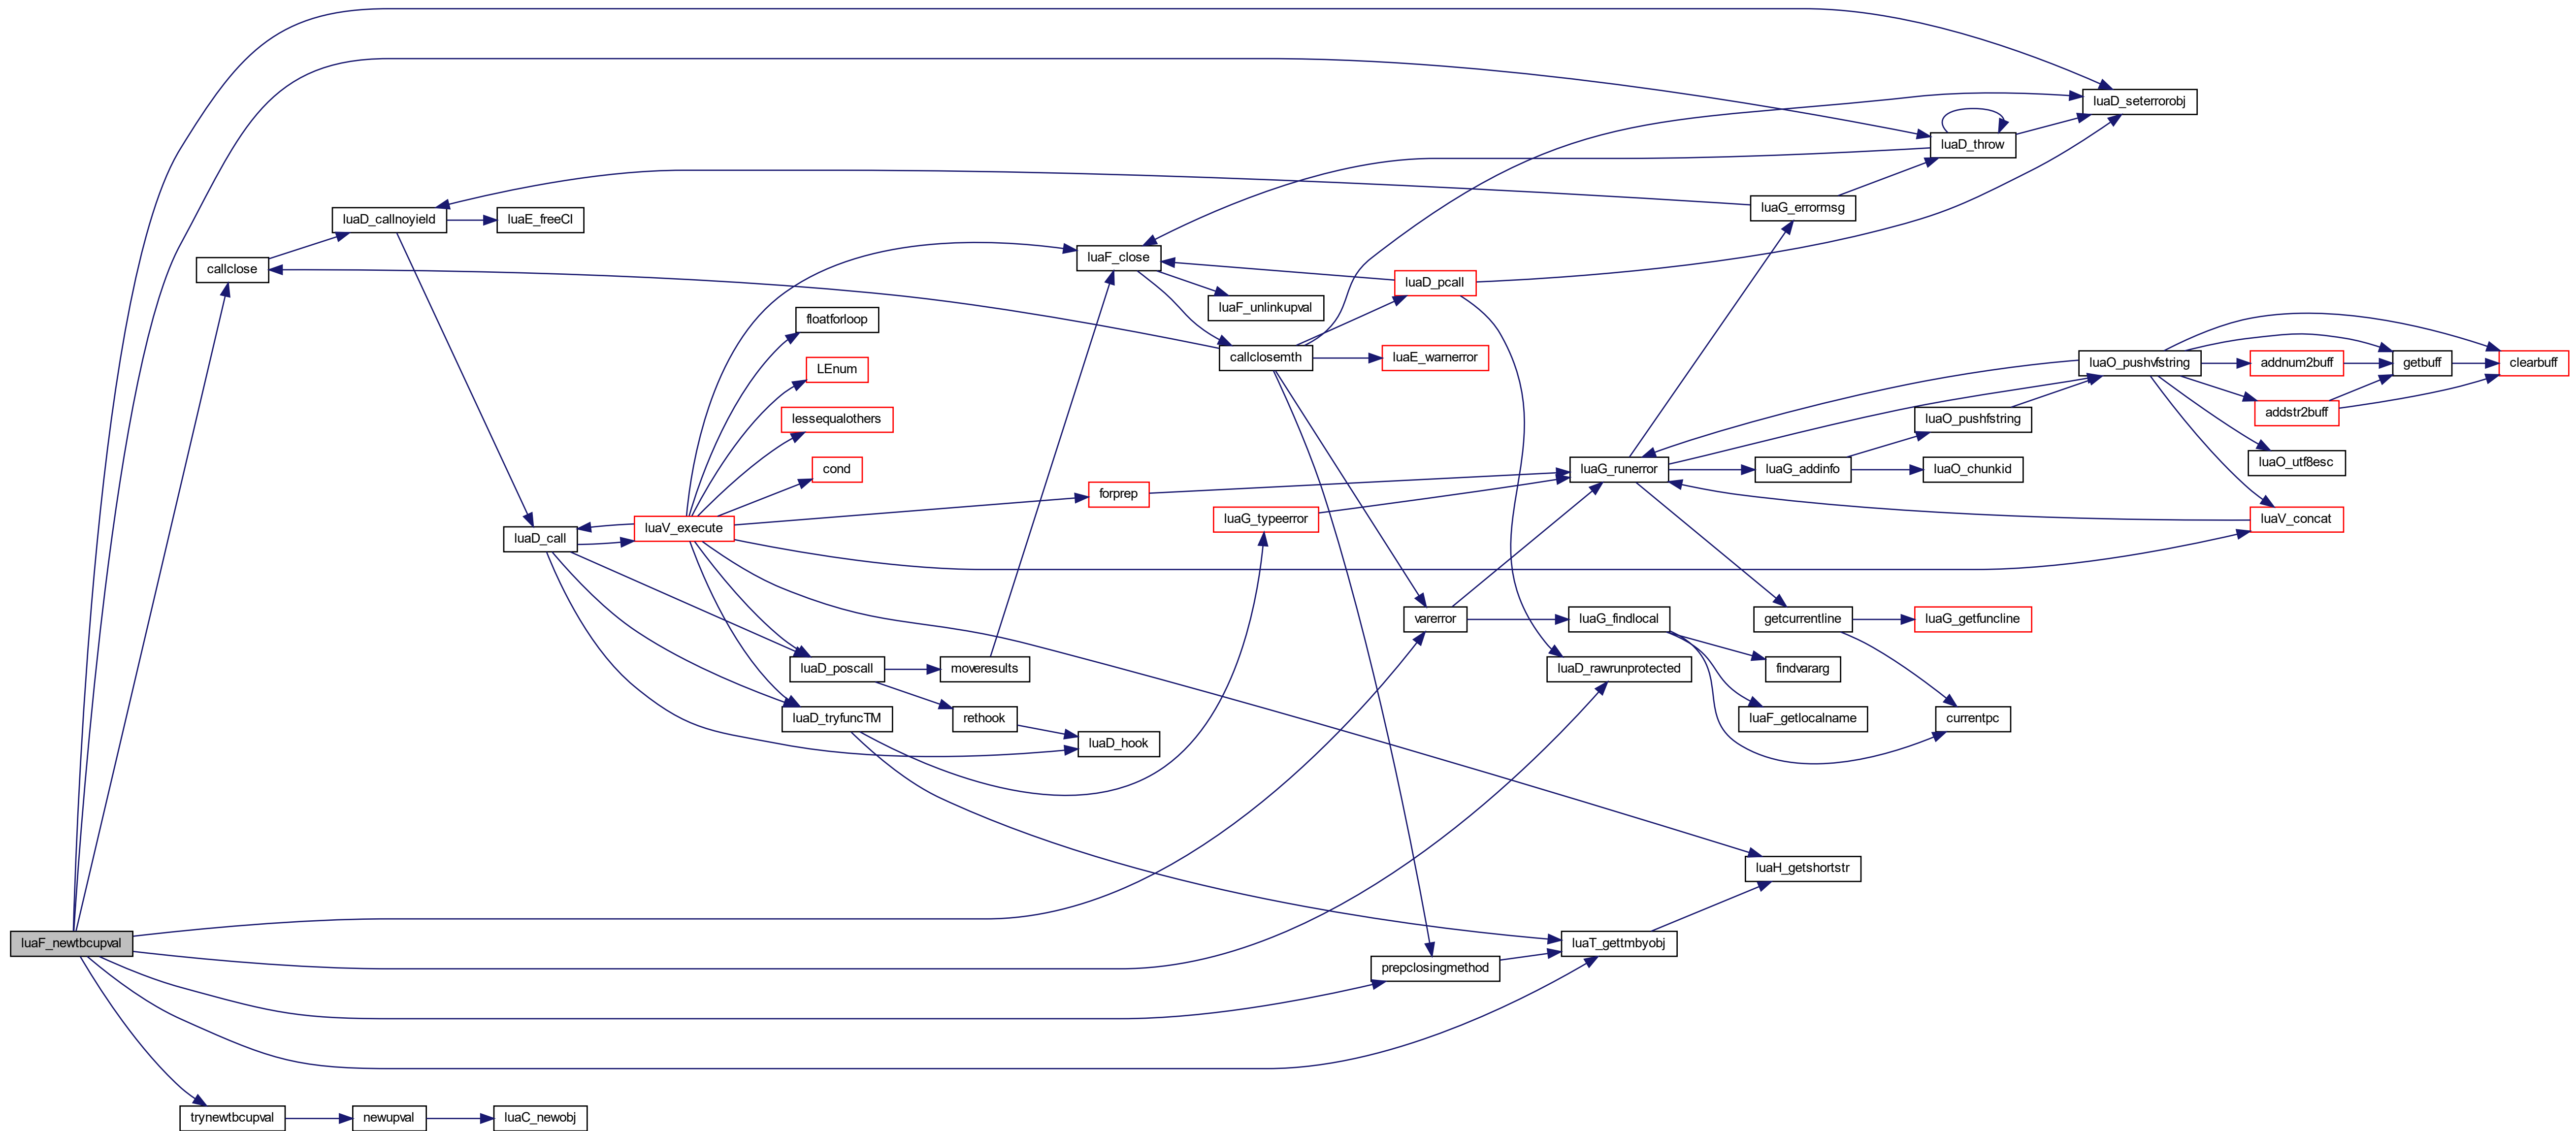 luaD_seterrorobj
luaD_throw
luaG_errormsg
luaD_callnoyield
luaE_freeCI
luaF_close
callclose
luaD_pcall
luaF_unlinkupval
floatforloop
callclosemth
luaE_warnerror
luaO_pushvfstring
addnum2buff
getbuff
clearbuff
LEnum
addstr2buff
lessequalothers
luaO_pushfstring
luaO_utf8esc
cond
luaG_runerror
luaG_addinfo
luaO_chunkid
forprep
luaG_typeerror
luaV_concat
luaV_execute
luaD_call
varerror
luaG_findlocal
getcurrentline
luaG_getfuncline
luaD_poscall
moveresults
luaD_rawrunprotected
findvararg
luaD_tryfuncTM
rethook
luaF_getlocalname
currentpc
luaD_hook
luaH_getshortstr
luaF_newtbcupval
luaT_gettmbyobj
prepclosingmethod
trynewtbcupval
newupval
luaC_newobj